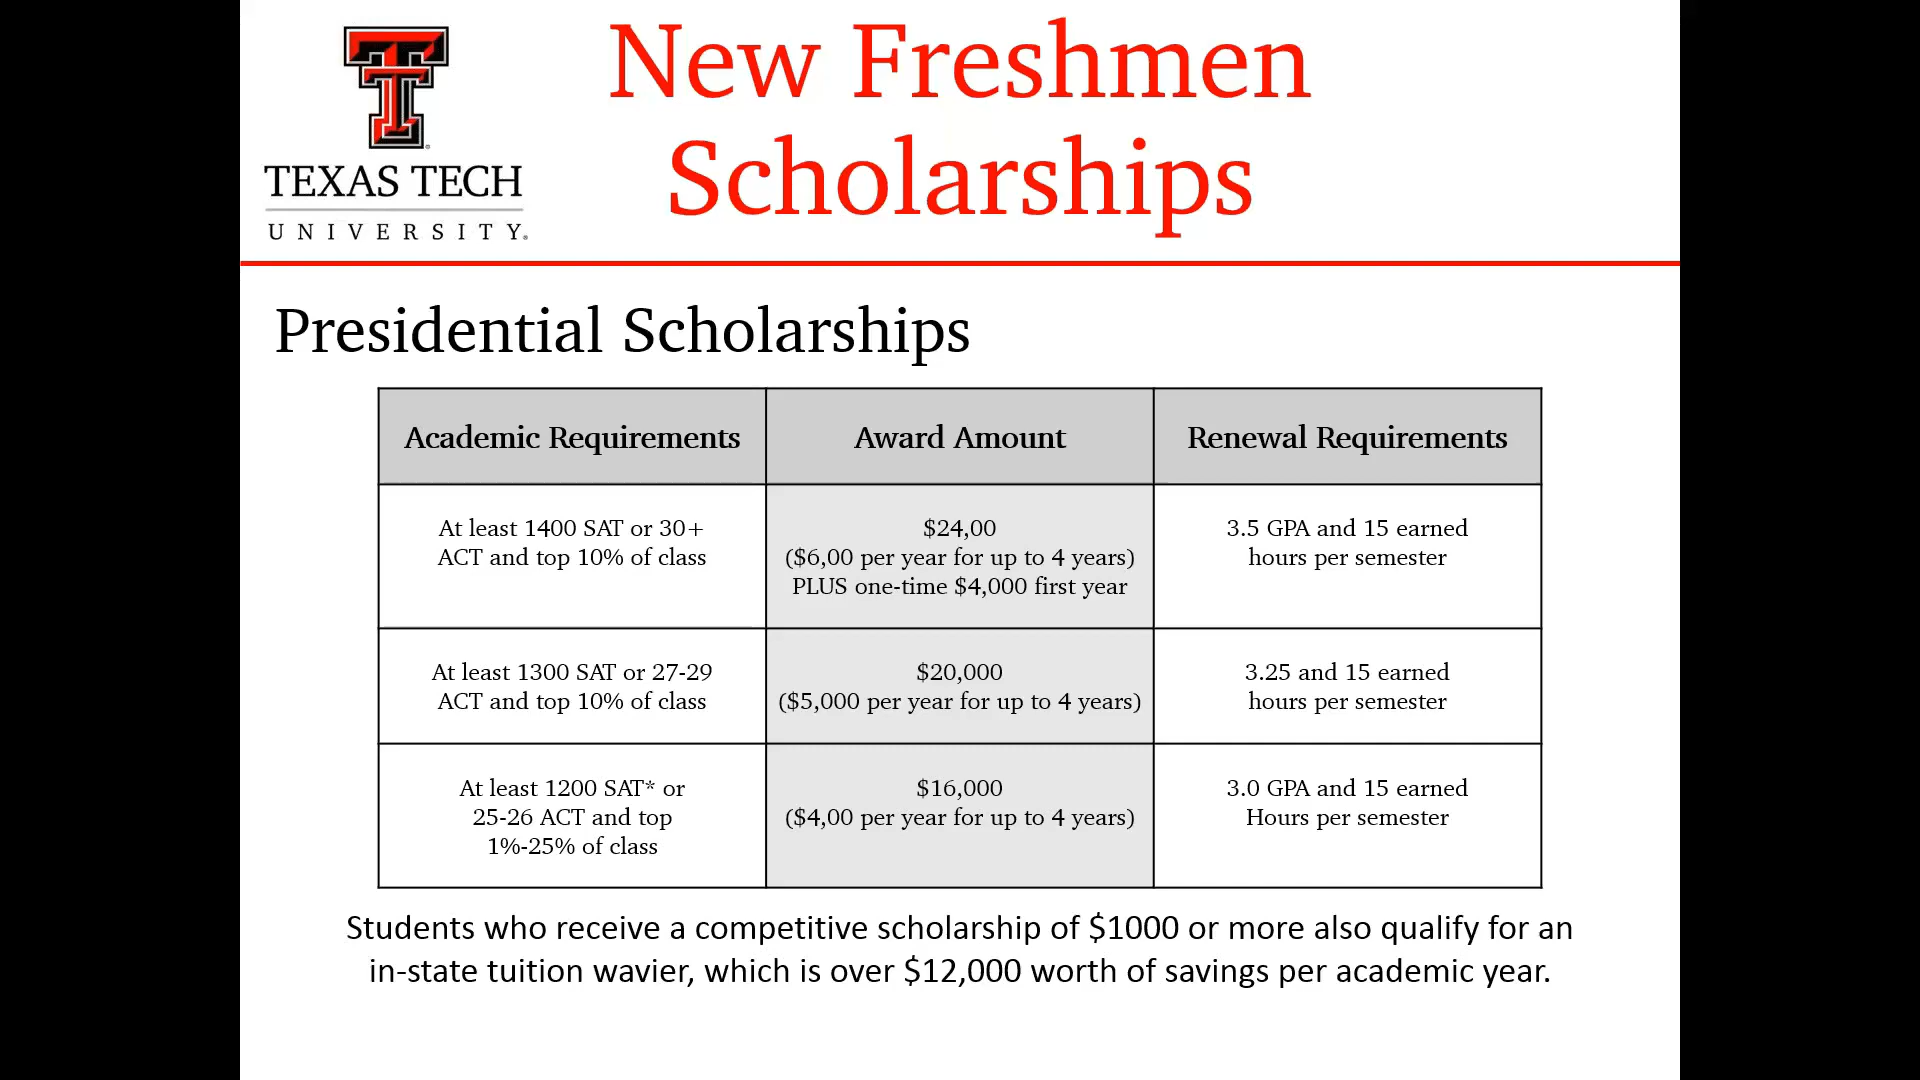 TEXAS TECH
UNIVERSITY.
New Freshmen
Scholarships
Presidential Scholarships
Academic Requirements
Award Amount
Renewal Requirements
At least 1400 SAT or 30+
ACT and top 10% of class
$24,00
($6,00 per year for up to 4 years)
PLUS one-time $4,000 first year
3.5 GPA and 15 earned
hours per semester
At least 1300 SAT or 27-29
ACT and top 10% of class
$20,000
($5,000 per year for up to 4 years)
3.25 and 15 earned
hours per semester
At least 1200 SAT* or
25-26 ACT and top
1%-25% of class
$16,000
($4,00 per year for up to 4 years)
3.0 GPA and 15 earned
Hours per semester
Students who receive a competitive scholarship of $1000 or more also qualify for an
in-state tuition wavier, which is over $12,000 worth of savings per academic year.